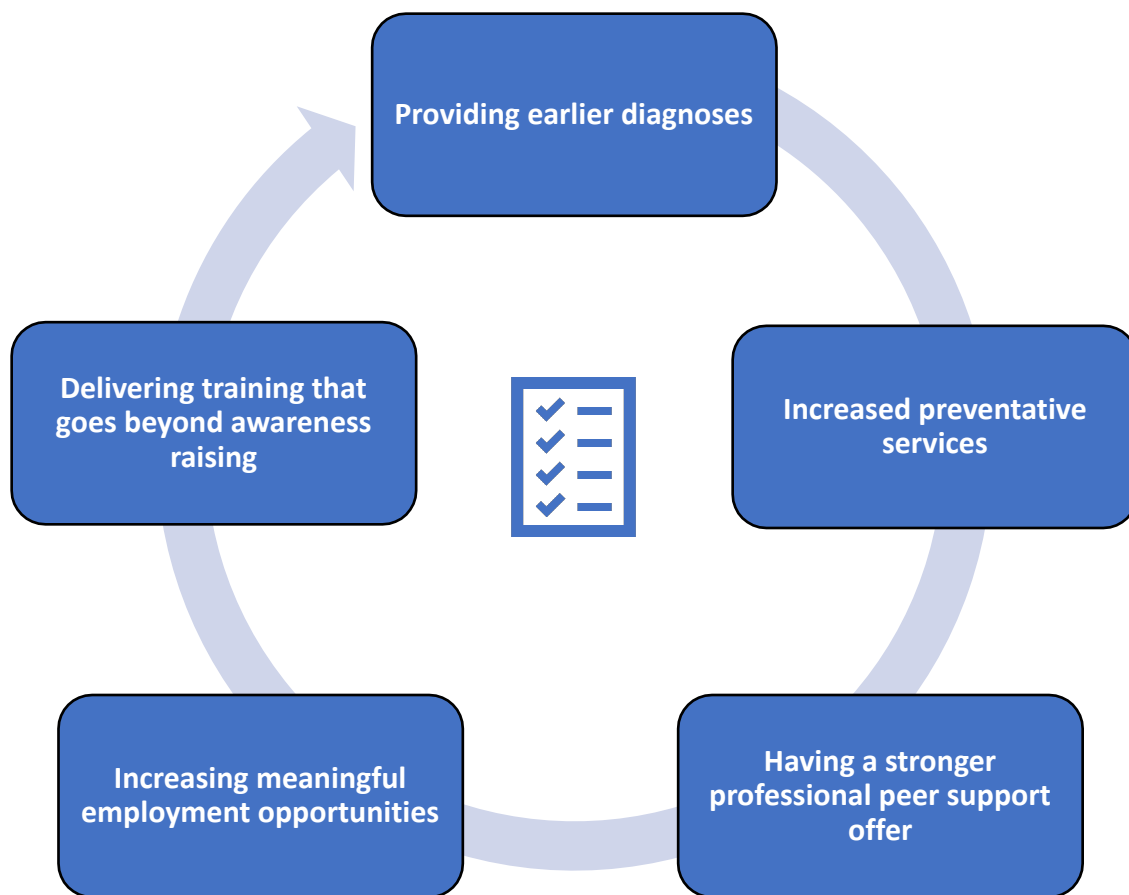 Providing earlier diagnoses
Increased preventative
services
Having a stronger
professional peer support
offer
Increasing meaningful
employment opportunities
Delivering training that
goes beyond awareness
raising